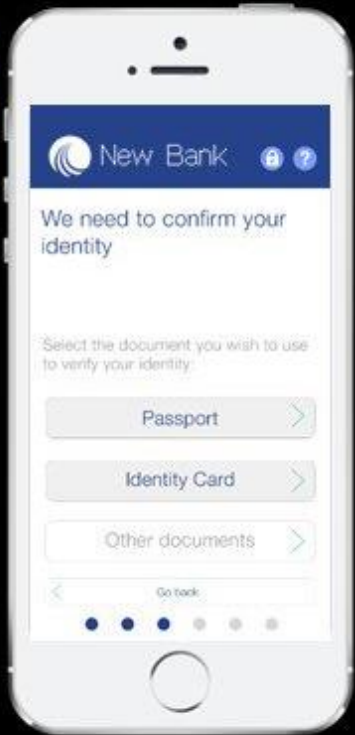 New Bank
?
We need to confirm your
identity
Select the document you wish to use
to verify your identity:
Passport
Identity Card
Other documents
Go back